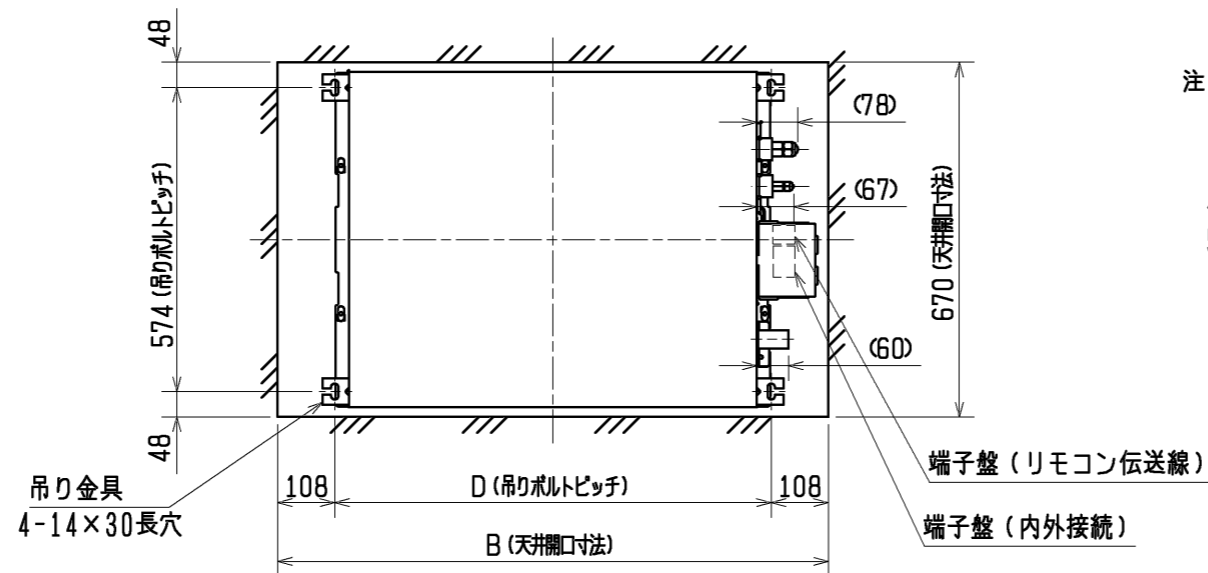 48
注
(78)
574 (吊りボルトピッチ)
(67)
670 (天井開口寸法)
(60)
48
端子盤（リモコン伝送線）
吊り金具
4-14×30長穴
108
D (吊りボルトピッチ)
108
端子盤（内外接続）
B (天井開口寸法)